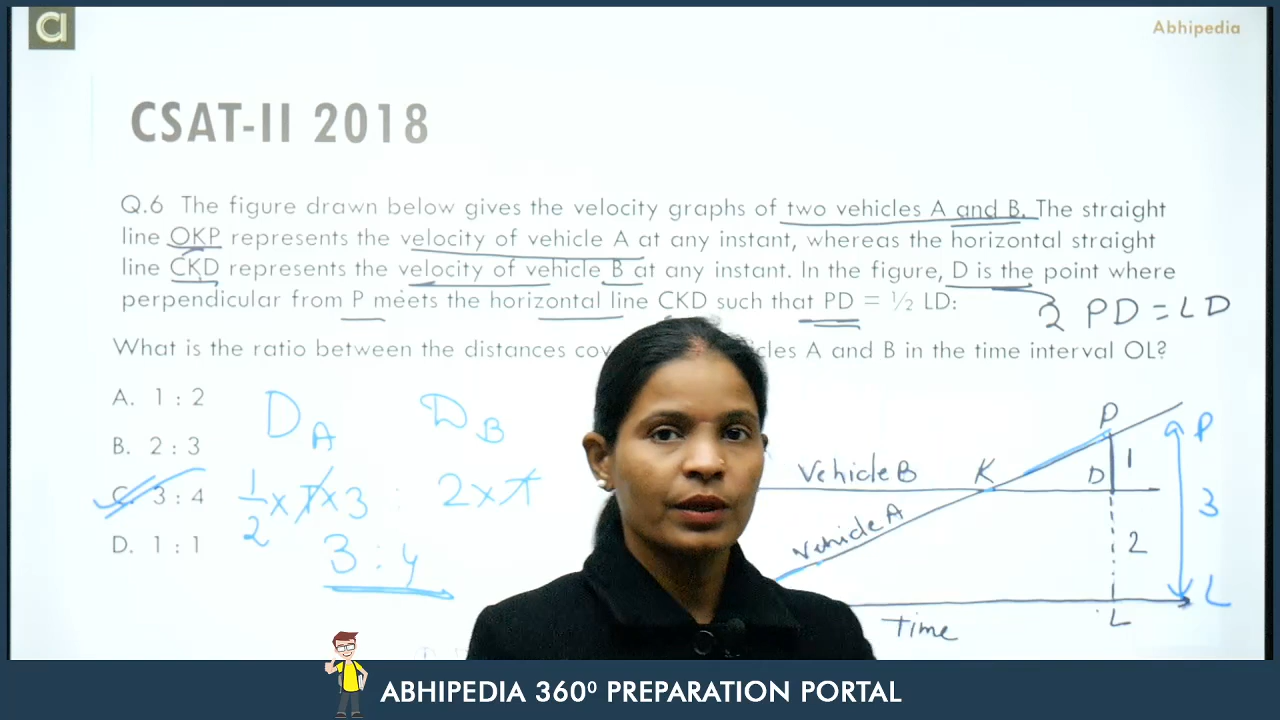 Abhipedia
CSAT-II 2018
Q.6 The figure drawn below gives the velocity graphs of two vehicles A and B. The straight
line OKP represents the velocity of vehicle A at any instant, whereas the horizontal straight
line CKD represents the velocity of vehicle B at any instant. In the figure, D is the point where
perpendicular from P meets the horizontal line CKD such that PD = ½ LD:
2 PD = LD
What is the ratio between the distances cov cles A and B in the time interval OL?
A. 1 : 2
B. 2 : 3
C. 3 : 4
D. 1 : 1
D A D B
1/2 x T x 3 : 2 x T
3 : 4
P
Vehicle B K D 1 P
Vehicle A 3
2
L
Time L
ABHIPEDIA 360⁰ PREPARATION PORTAL